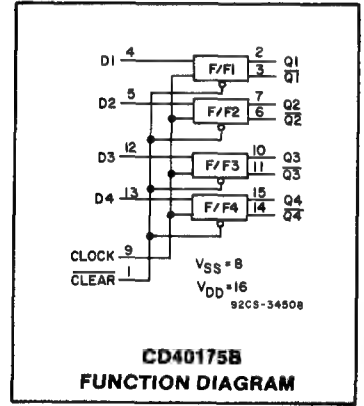 D1 4 F/F1 2 Q1
3 Q1
D2 5 F/F2 7 Q2
6 Q2
D3 12 F/F3 10 Q3
11 Q3
D4 13 F/F4 15 Q4
14 Q4
CLOCK 9
CLEAR 1
VSS = 8
VDD = 16
92CS-34508
CD40175B
FUNCTION DIAGRAM